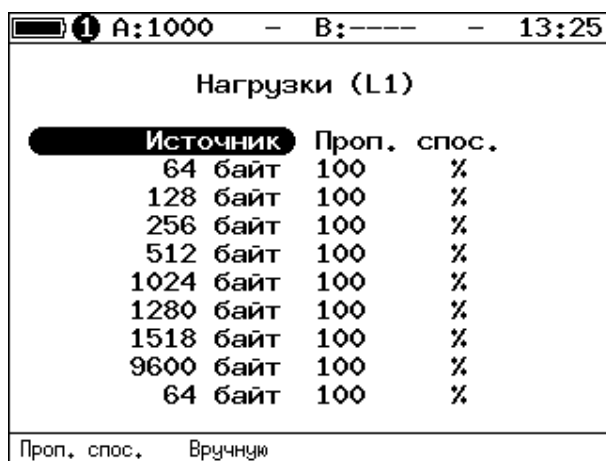 1 A:1000 - B:---- - 13:25
Нагрузки (L1)
Источник Проп. спос.
64 байт 100 %
128 байт 100 %
256 байт 100 %
512 байт 100 %
1024 байт 100 %
1280 байт 100 %
1518 байт 100 %
9600 байт 100 %
64 байт 100 %
Проп. спос. Вручную